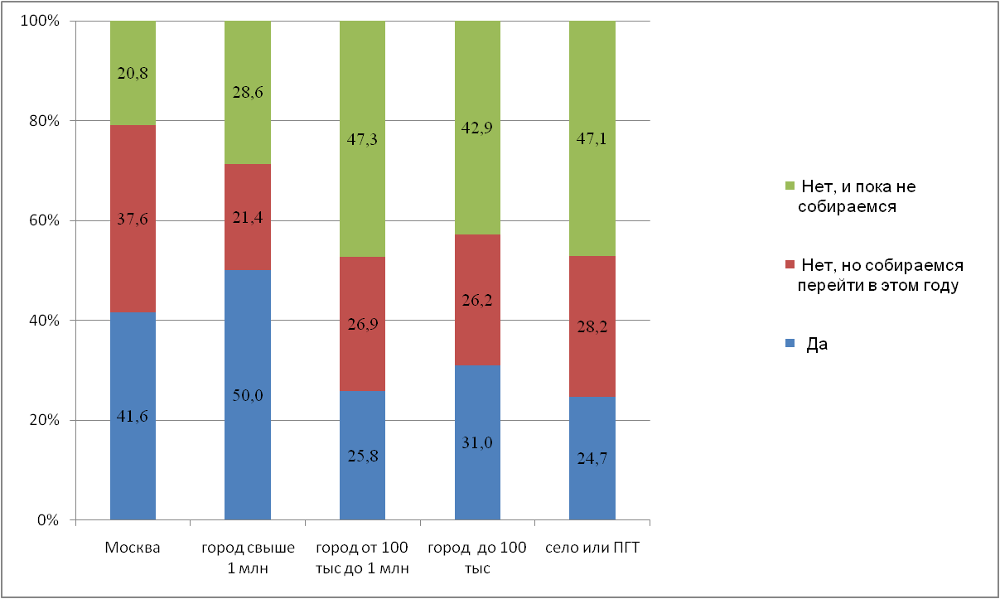 100%
80%
60%
40%
20%
0%
20,8
37,6
41,6
28,6
21,4
50,0
47,3
26,9
25,8
42,9
26,2
31,0
47,1
28,2
24,7
Москва
город свыше
1 млн
город от 100
тыс до 1 млн
город до 100
тыс
село или ПГТ
Нет, и пока не
собираемся
Нет, но собираемся
перейти в этом году
Да